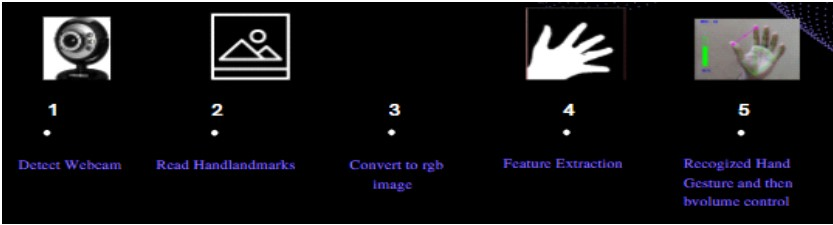 1
2
3
4
5
Detect Webcam
Read Handlandmarks
Convert to rgb
image
Feature Extraction
Recogized Hand
Gesture and then
bvolume control